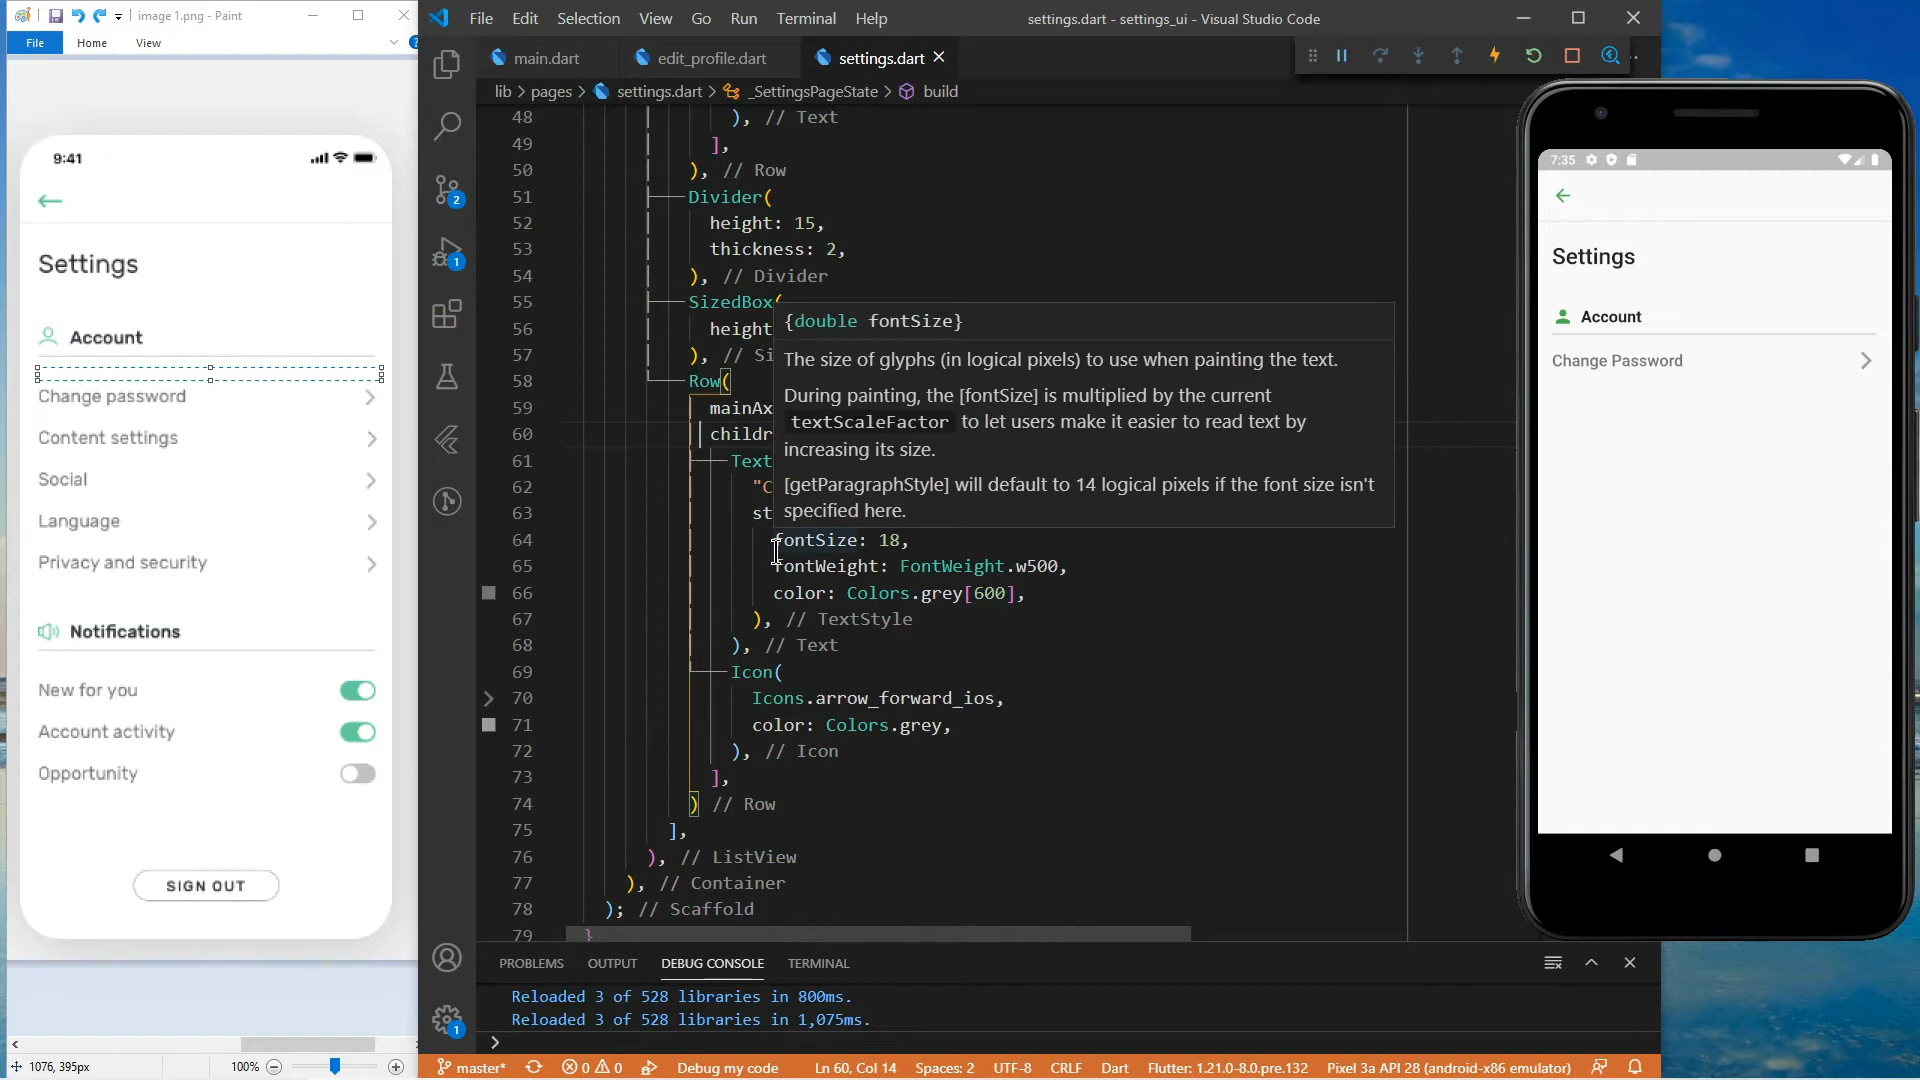 image 1.png - Paint
File
Home
View
9:41
Settings
Account
Change password
Content settings
Social
Language
Privacy and security
Notifications
New for you
Account activity
Opportunity
SIGN OUT
1076, 395px
100%
File Edit Selection View Go Run Terminal Help
settings.dart - settings_ui - Visual Studio Code
main.dart
edit_profile.dart
settings.dart
lib > pages > settings.dart > _SettingsPageState > build
48 ), // Text
49 ],
50 ), // Row
51 Divider(
52 height: 15,
53 thickness: 2,
54 ), // Divider
55 SizedBox(
56 height
57 ), // Si
58 Row(
59 mainAx
60 childr
61 Text
62 "C
63 st
64 fontSize: 18,
65 fontWeight: FontWeight.w500,
66 color: Colors.grey[600],
67 ), // TextStyle
68 ), // Text
69 Icon(
70 Icons.arrow_forward_ios,
71 color: Colors.grey,
72 ), // Icon
73 ],
74 ) // Row
75 ],
76 ), // ListView
77 ), // Container
78 ); // Scaffold
79 }
{double fontSize}
The size of glyphs (in logical pixels) to use when painting the text.
During painting, the [fontSize] is multiplied by the current
textScaleFactor to let users make it easier to read text by
increasing its size.
[getParagraphStyle] will default to 14 logical pixels if the font size isn't
specified here.
PROBLEMS
OUTPUT
DEBUG CONSOLE
TERMINAL
Reloaded 3 of 528 libraries in 800ms.
Reloaded 3 of 528 libraries in 1,075ms.
2
1
1
master*
0 0
Debug my code
Ln 60, Col 14
Spaces: 2
UTF-8
CRLF
Dart
Flutter: 1.21.0-8.0.pre.132
Pixel 3a API 28 (android-x86 emulator)
7:35
Settings
Account
Change Password